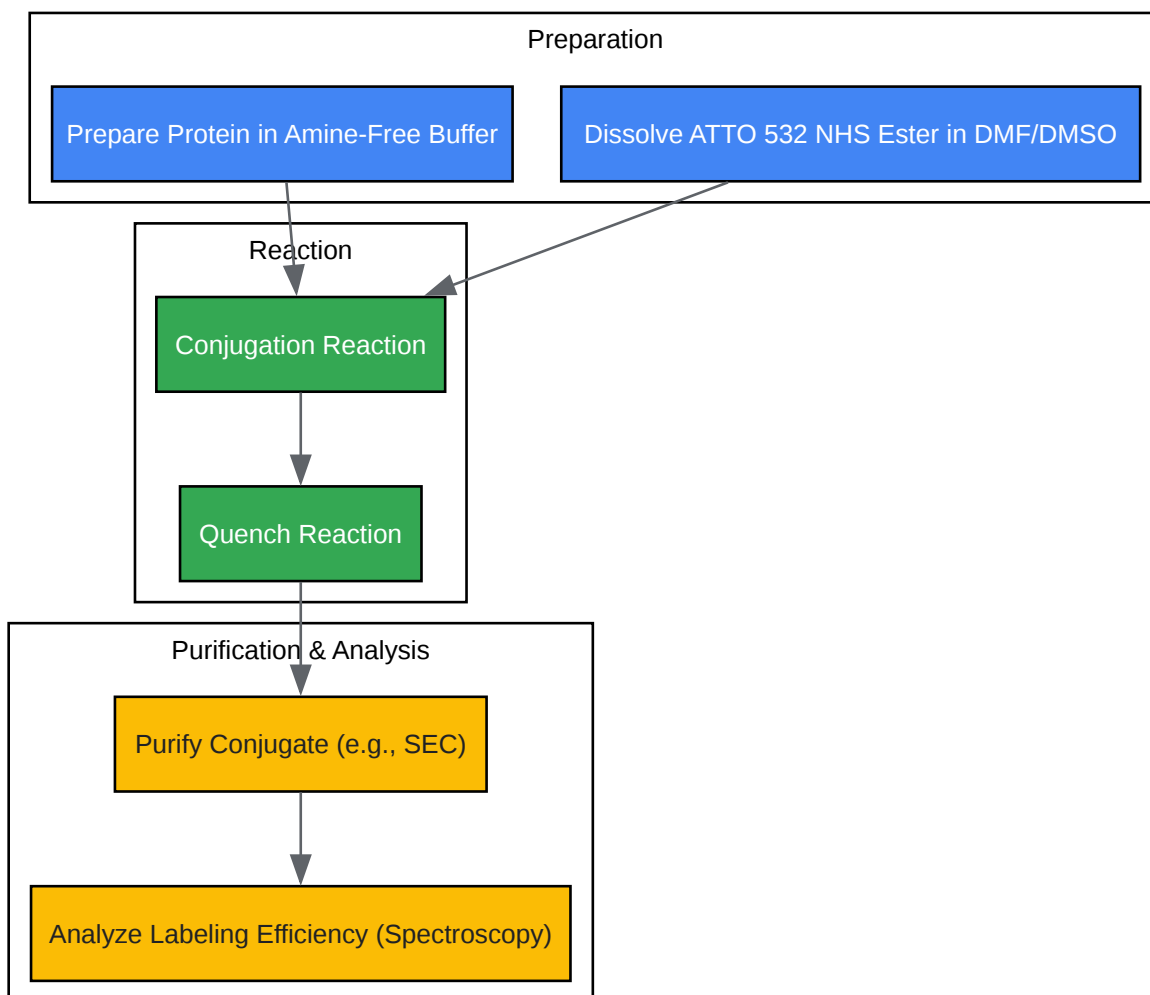 Preparation
Prepare Protein in Amine-Free Buffer
Dissolve ATTO 532 NHS Ester in DMF/DMSO
Reaction
Conjugation Reaction
Quench Reaction
Purification & Analysis
Purify Conjugate (e.g., SEC)
Analyze Labeling Efficiency (Spectroscopy)